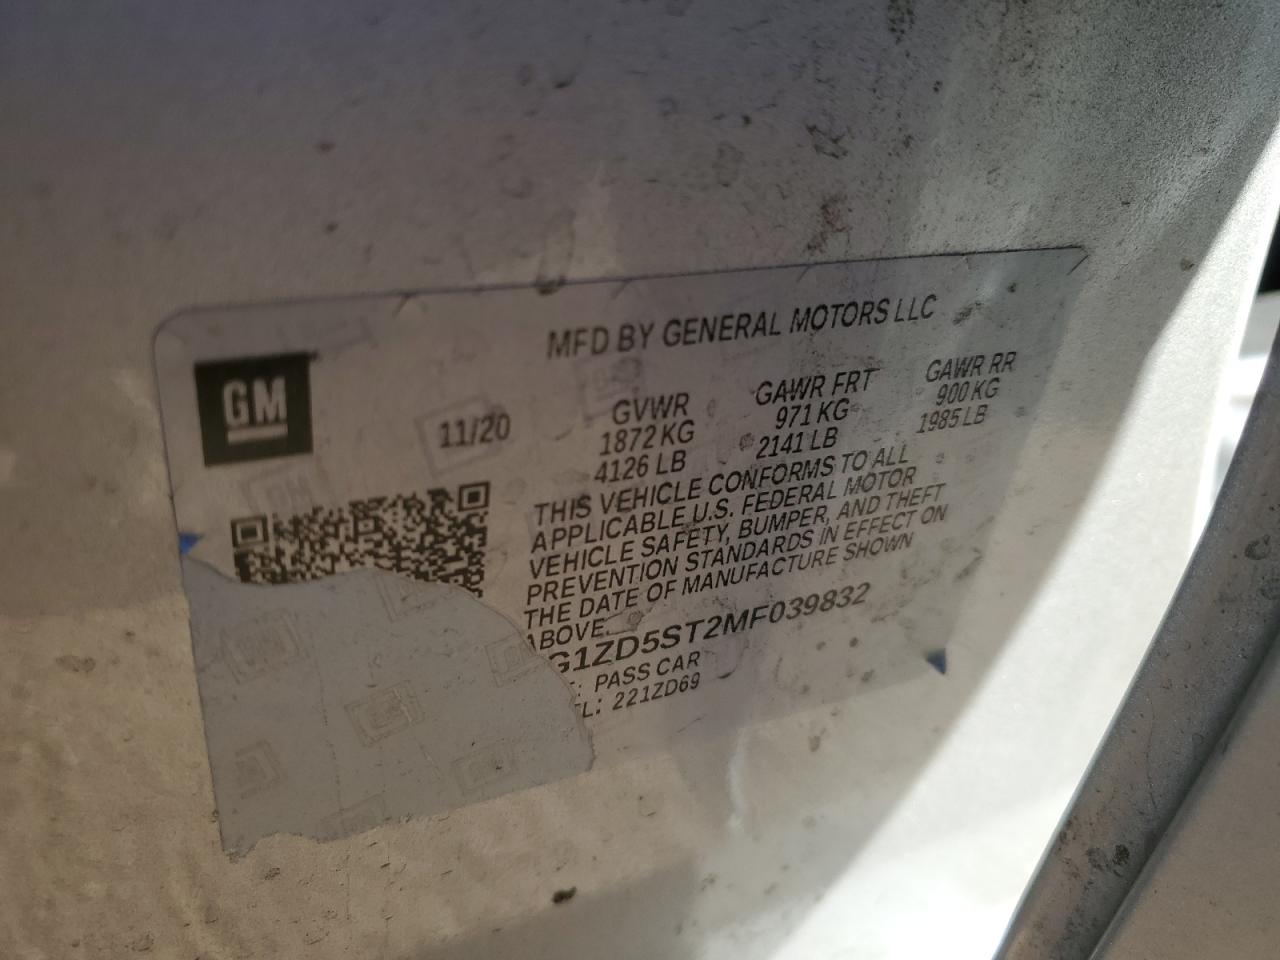 MFD BY GENERAL MOTORS LLC
GM
11/20
GVWR GAWR FRT GAWR RR
1872 KG 971 KG 900 KG
4126 LB 2141 LB 1985 LB
THIS VEHICLE CONFORMS TO ALL
APPLICABLE U.S. FEDERAL MOTOR
VEHICLE SAFETY, BUMPER, AND THEFT
PREVENTION STANDARDS IN EFFECT ON
THE DATE OF MANUFACTURE SHOWN
ABOVE.
G1ZD5ST2MF039832
: PASS CAR
L: 221ZD69